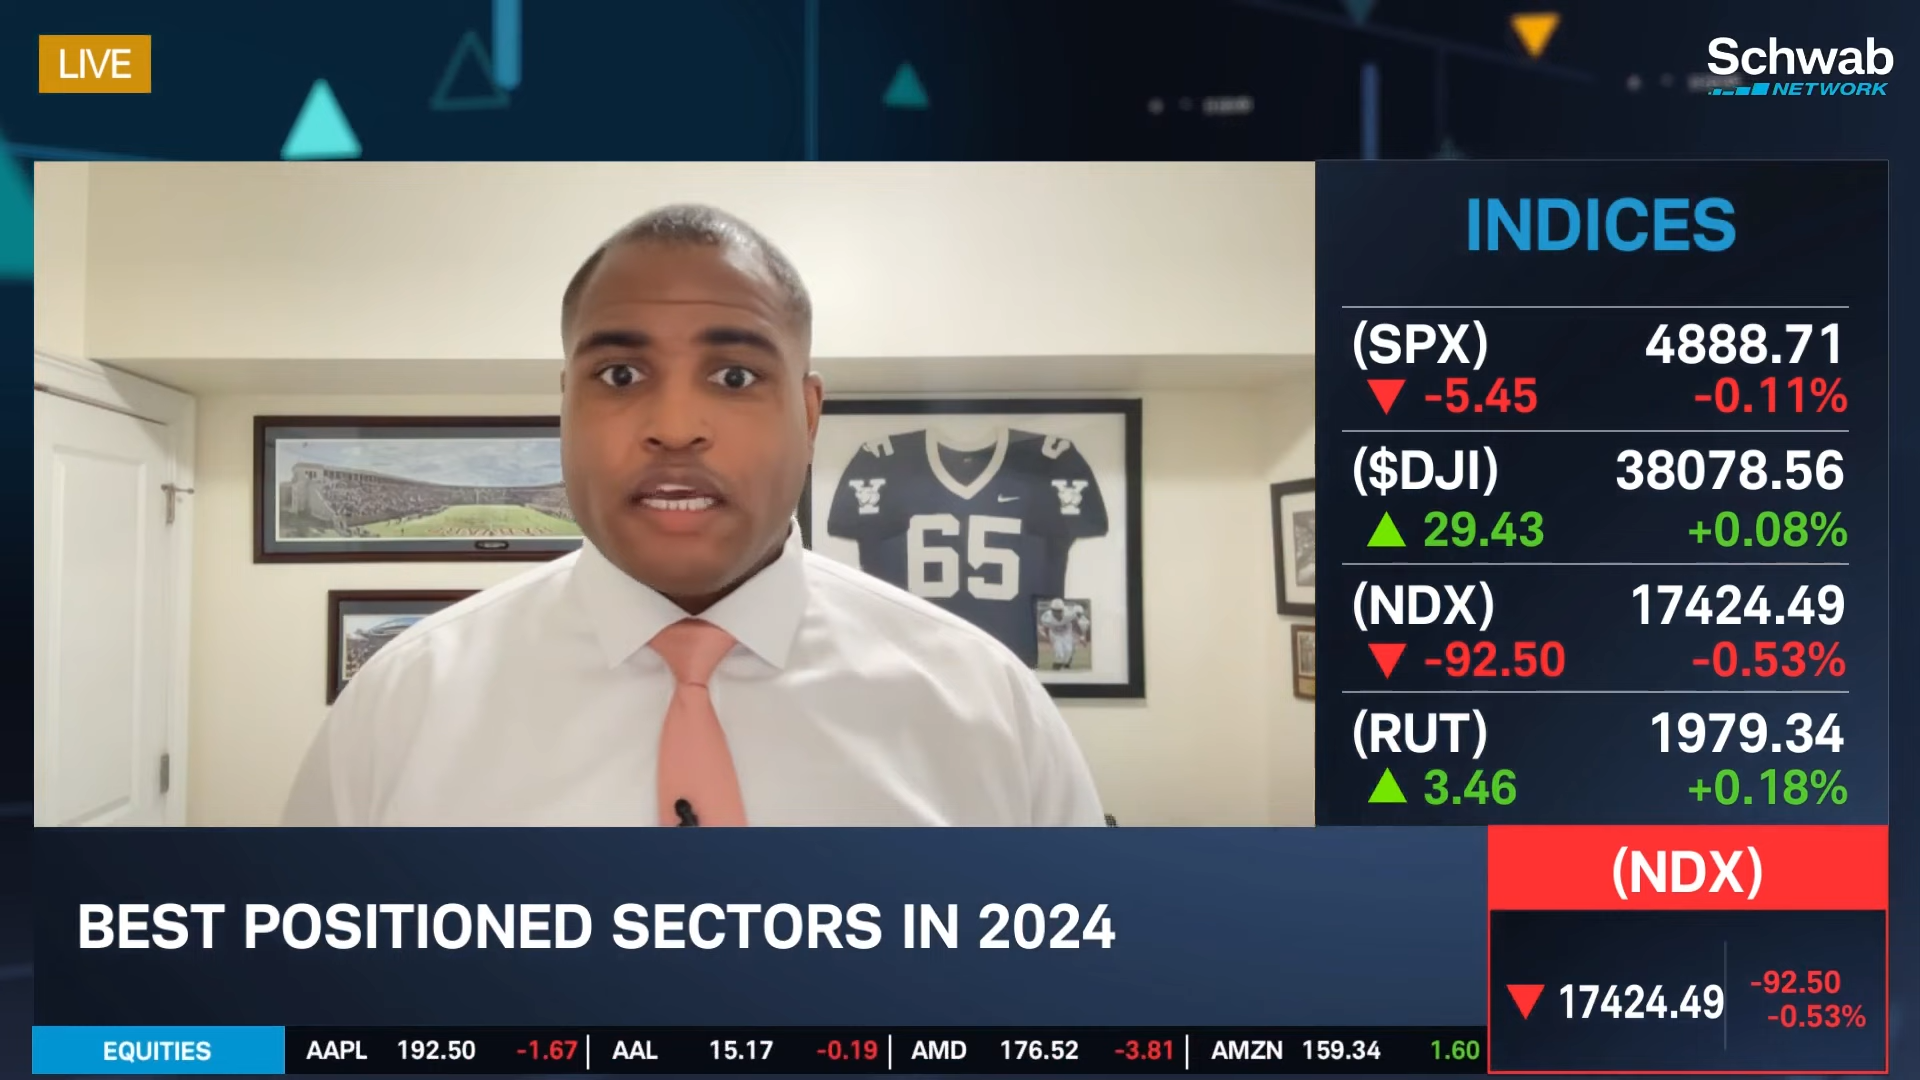 LIVE
Schwab
NETWORK
INDICES
(SPX) 4888.71
-5.45 -0.11%
($DJI) 38078.56
29.43 +0.08%
(NDX) 17424.49
-92.50 -0.53%
(RUT) 1979.34
3.46 +0.18%
65
Y
Y
65
(NDX)
17424.49
-92.50
-0.53%
BEST POSITIONED SECTORS IN 2024
EQUITIES AAPL 192.50 -1.67 AAL 15.17 -0.19 AMD 176.52 -3.81 AMZN 159.34 1.60